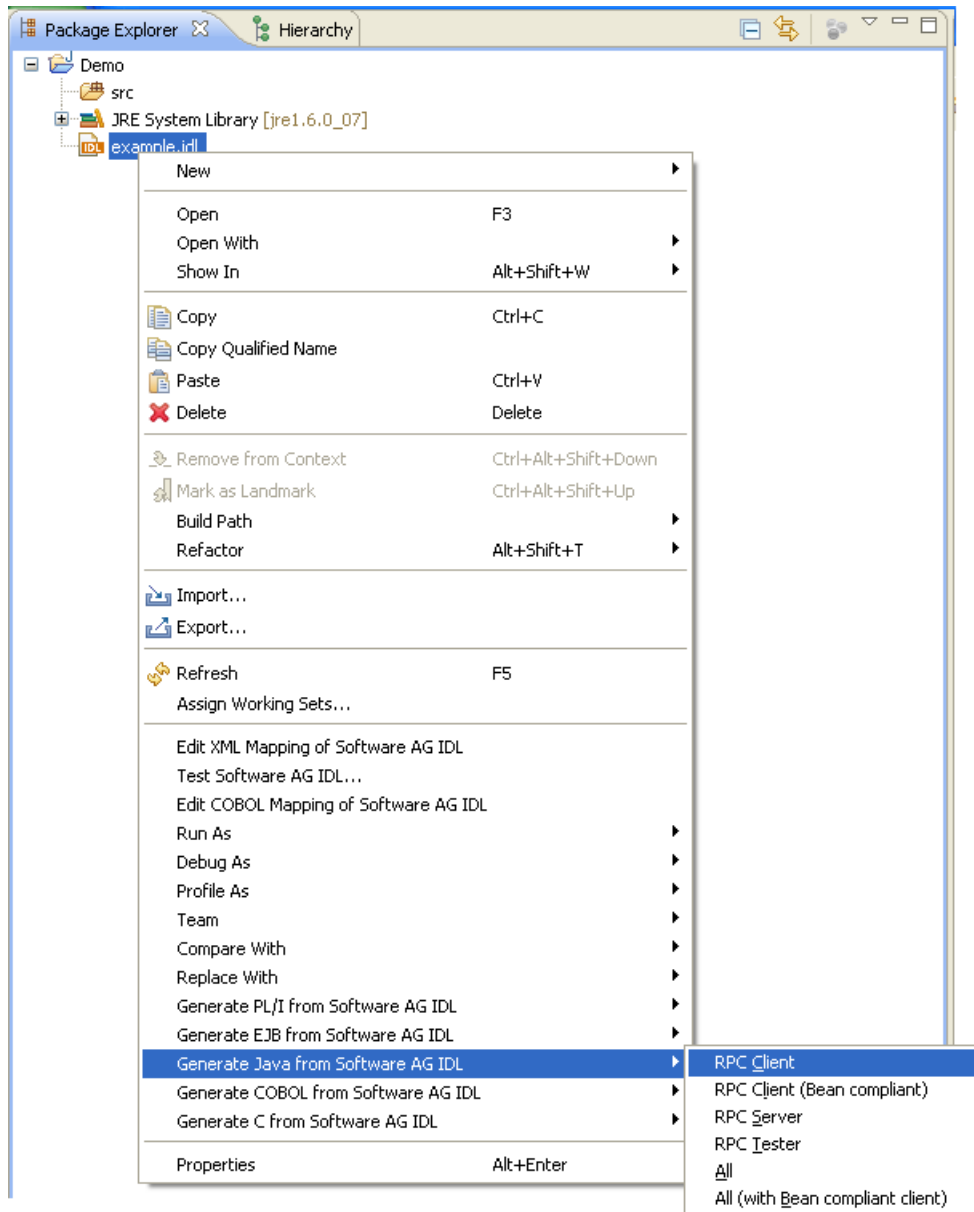 Package Explorer Hierarchy
Demo
src
JRE System Library [jre1.6.0_07]
IDL example.idl
New
Open F3
Open With
Show In Alt+Shift+W
Copy Ctrl+C
Copy Qualified Name
Paste Ctrl+V
Delete Delete
Remove from Context Ctrl+Alt+Shift+Down
Mark as Landmark Ctrl+Alt+Shift+Up
Build Path
Refactor Alt+Shift+T
Import...
Export...
Refresh F5
Assign Working Sets...
Edit XML Mapping of Software AG IDL
Test Software AG IDL...
Edit COBOL Mapping of Software AG IDL
Run As
Debug As
Profile As
Team
Compare With
Replace With
Generate PL/I from Software AG IDL
Generate EJB from Software AG IDL
Generate Java from Software AG IDL
Generate COBOL from Software AG IDL
Generate C from Software AG IDL
Properties Alt+Enter
RPC Client
RPC Client (Bean compliant)
RPC Server
RPC Tester
All
All (with Bean compliant client)